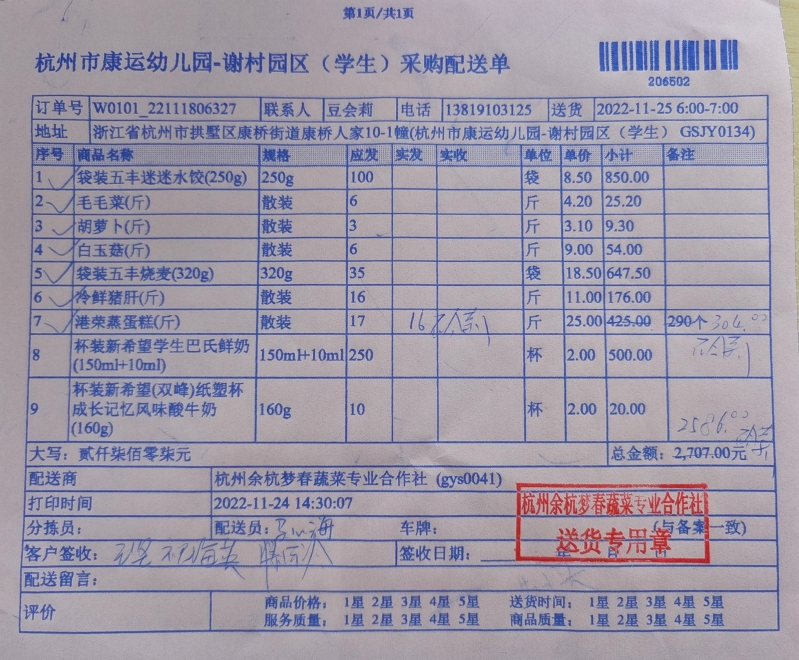 第1页/共1页
杭州市康运幼儿园-谢村园区（学生）采购配送单
206502
订单号 W0101_22111806327 联系人 豆会莉 电话 13819103125 送货 2022-11-25 6:00-7:00
地址 浙江省杭州市拱墅区康桥街道康桥人家10-1幢(杭州市康运幼儿园-谢村园区（学生） GSJY0134)
序号 商品名称 规格 应发 实发 实收 单位 单价 小计 备注
1 袋装五丰迷迷水饺(250g) 250g 100 袋 8.50 850.00
2 毛毛菜(斤) 散装 6 斤 4.20 25.20
3 胡萝卜(斤) 散装 3 斤 3.10 9.30
4 白玉菇(斤) 散装 6 斤 9.00 54.00
5 袋装五丰烧麦(320g) 320g 35 袋 18.50 647.50
6 冷鲜猪肝(斤) 散装 16 斤 11.00 176.00
7 港荣蒸蛋糕(斤) 散装 17 16 斤 25.00 425.00 290个 304.00
8 杯装新希望学生巴氏鲜奶 150ml+10ml 250 杯 2.00 500.00
(150ml+10ml)
9 杯装新希望(双峰)纸塑杯 160g 10 杯 2.00 20.00
成长记忆风味酸牛奶
(160g)
2586.00
大写：贰仟柒佰零柒元 总金额：2,707.00元
配送商 杭州余杭梦春蔬菜专业合作社 (gys0041)
打印时间 2022-11-24 14:30:07
杭州余杭梦春蔬菜专业合作社
送货专用章
分拣员： 配送员： 车牌： (与备案一致)
客户签收： 签收日期： 年 月 日
配送留言：
评价 商品价格： 1星 2星 3星 4星 5星 送货时间： 1星 2星 3星 4星 5星
服务质量： 1星 2星 3星 4星 5星 商品质量： 1星 2星 3星 4星 5星